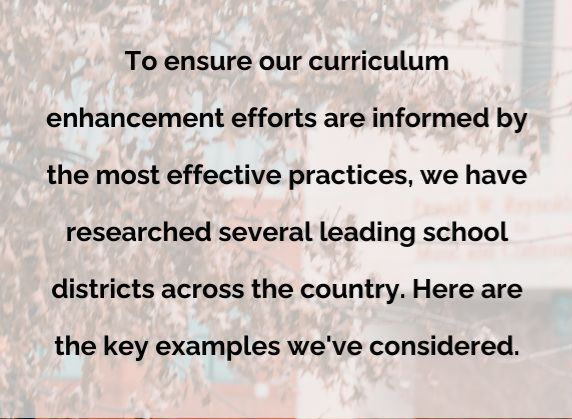 To ensure our curriculum
enhancement efforts are informed by
the most effective practices, we have
researched several leading school
districts across the country. Here are
the key examples we've considered.